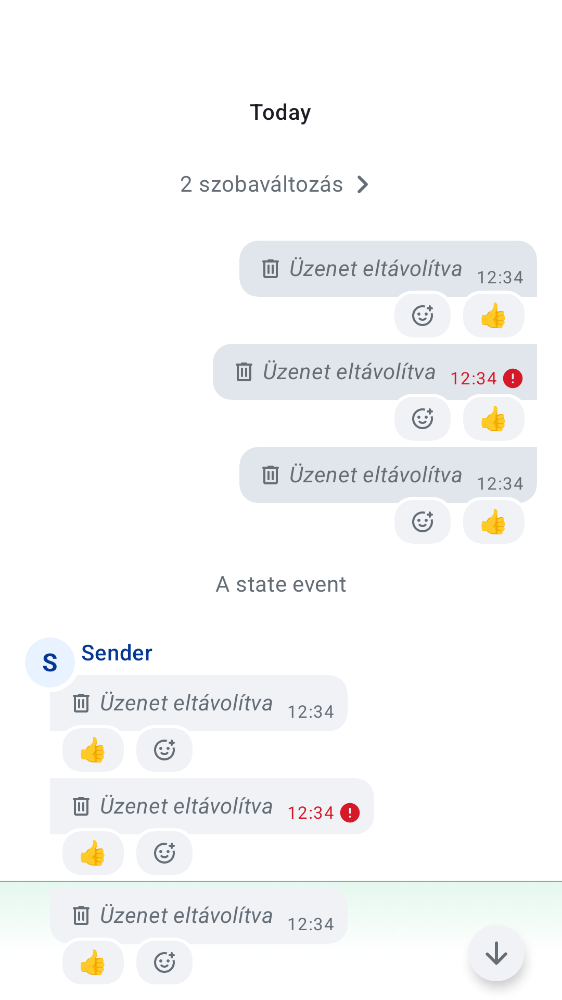 Today
2 szobaváltozás
Üzenet eltávolítva 12:34
👍
Üzenet eltávolítva 12:34
👍
Üzenet eltávolítva 12:34
👍
A state event
S Sender
Üzenet eltávolítva 12:34
👍
Üzenet eltávolítva 12:34
👍
Üzenet eltávolítva 12:34
👍